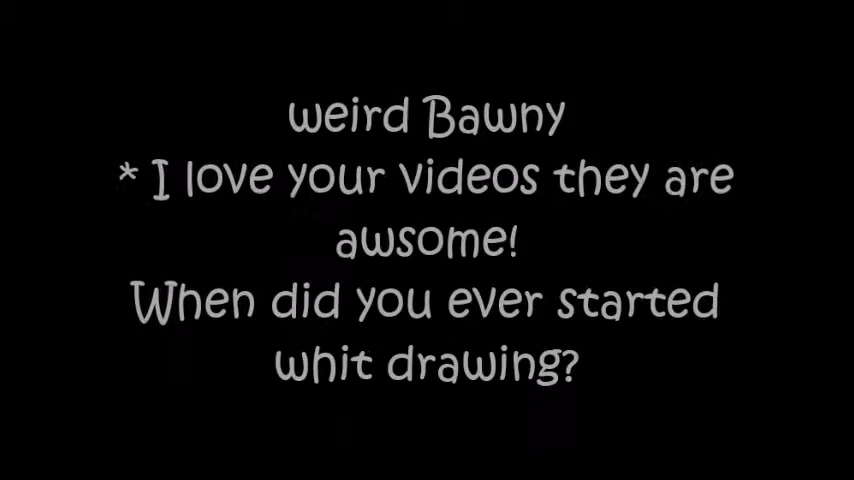 weird Bawny
* I love your videos they are
awsome!
When did you ever started
whit drawing?